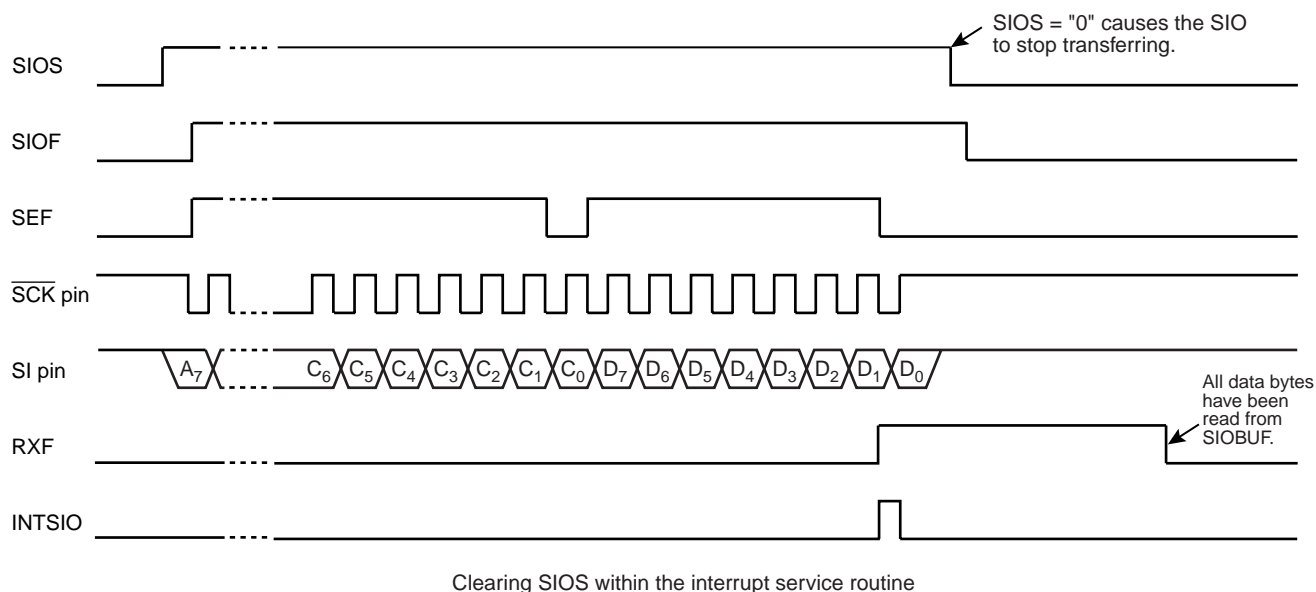 SIOS = "0" causes the SIO
to stop transferring.
SIOS
SIOF
SEF
SCK pin
SI pin
A7
C6 C5 C4 C3 C2 C1 C0 D7 D6 D5 D4 D3 D2 D1 D0
All data bytes
have been
read from
SIOBUF.
RXF
INTSIO
Clearing SIOS within the interrupt service routine